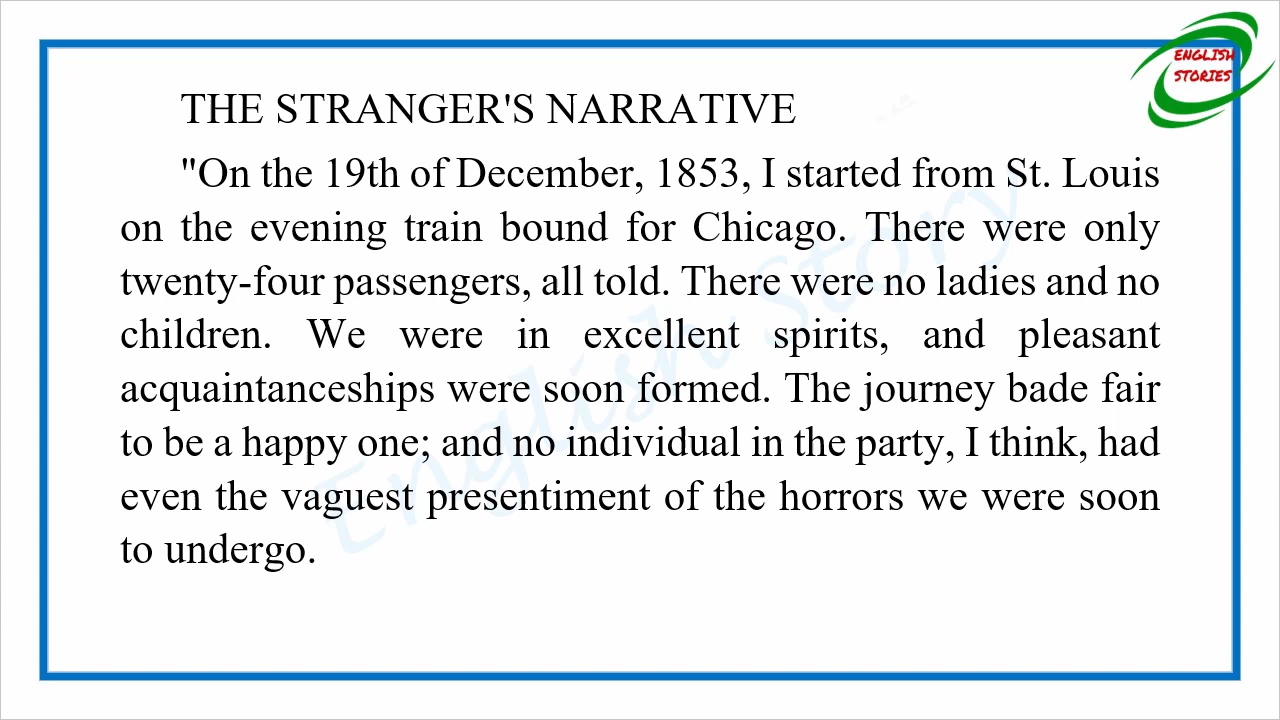 ENGLISH
STORIES
THE STRANGER'S NARRATIVE
"On the 19th of December, 1853, I started from St. Louis
on the evening train bound for Chicago. There were only
twenty-four passengers, all told. There were no ladies and no
children. We were in excellent spirits, and pleasant
acquaintanceships were soon formed. The journey bade fair
to be a happy one; and no individual in the party, I think, had
even the vaguest presentiment of the horrors we were soon
to undergo.
English Story